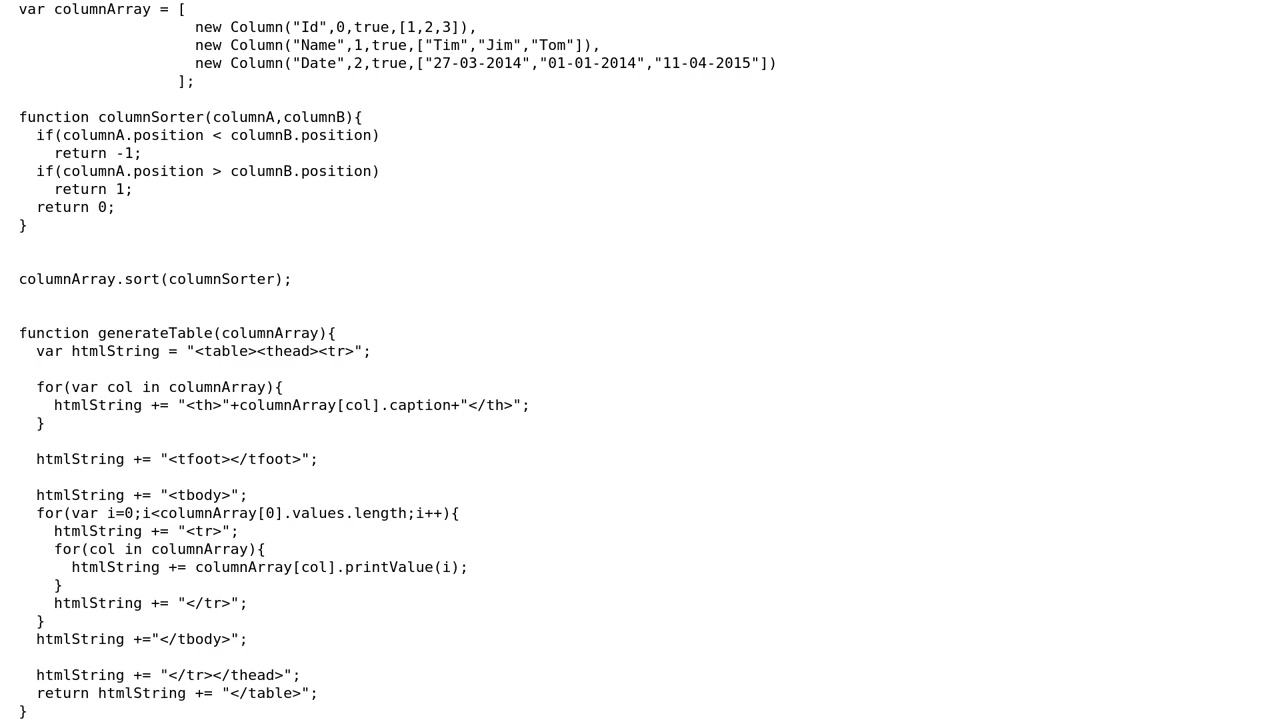 var columnArray = [
                    new Column("Id",0,true,[1,2,3]),
                    new Column("Name",1,true,["Tim","Jim","Tom"]),
                    new Column("Date",2,true,["27-03-2014","01-01-2014","11-04-2015"])
                  ];

function columnSorter(columnA,columnB){
  if(columnA.position < columnB.position)
    return -1;
  if(columnA.position > columnB.position)
    return 1;
  return 0;
}


columnArray.sort(columnSorter);


function generateTable(columnArray){
  var htmlString = "<table><thead><tr>";

  for(var col in columnArray){
    htmlString += "<th>"+columnArray[col].caption+"</th>";
  }

  htmlString += "<tfoot></tfoot>";

  htmlString += "<tbody>";
  for(var i=0;i<columnArray[0].values.length;i++){
    htmlString += "<tr>";
    for(col in columnArray){
      htmlString += columnArray[col].printValue(i);
    }
    htmlString += "</tr>";
  }
  htmlString +="</tbody>";

  htmlString += "</tr></thead>";
  return htmlString += "</table>";
}